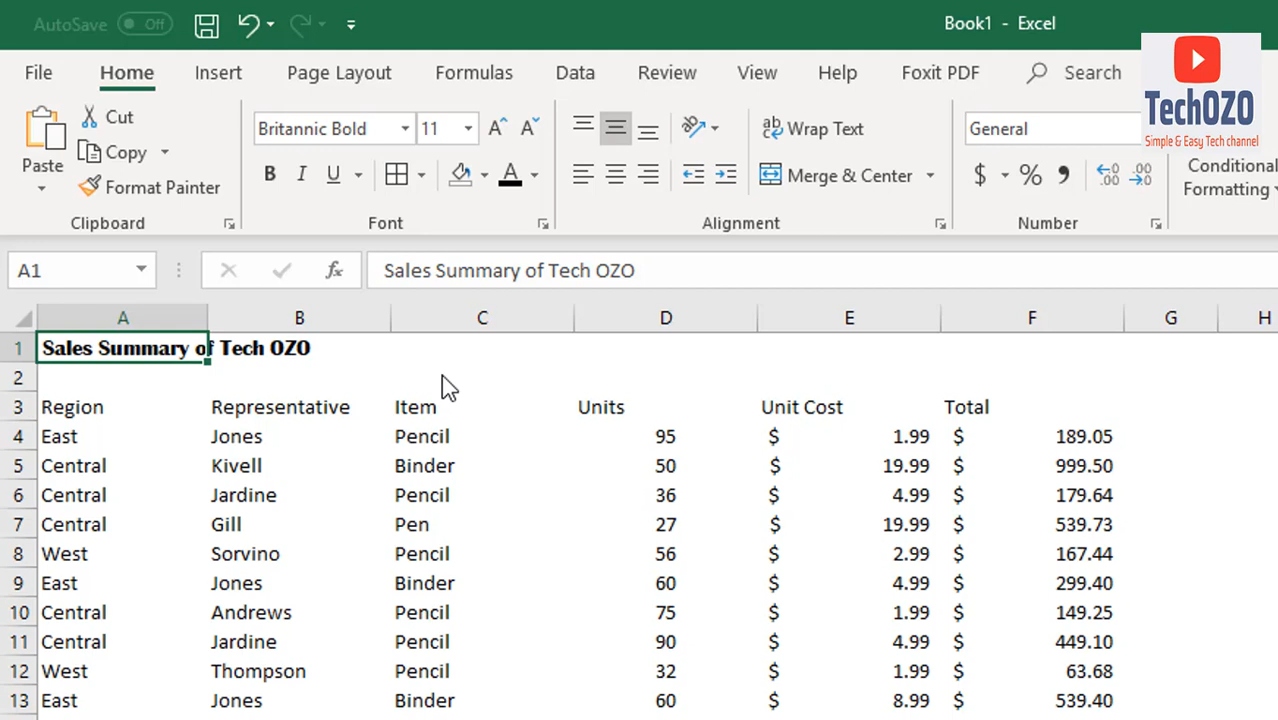 AutoSave Off Book1 - Excel
File Home Insert Page Layout Formulas Data Review View Help Foxit PDF Search
TechOZO
Simple & Easy Tech channel
Paste
Cut
Copy
Format Painter
Clipboard
Britannic Bold 11
B I U A
Font
ab Wrap Text
Merge & Center
Alignment
General
$ % , .00 .00
Number
Conditional
Formatting
A1 fx Sales Summary of Tech OZO
A B C D E F G H
1 Sales Summary of Tech OZO
2
3 Region Representative Item Units Unit Cost Total
4 East Jones Pencil 95 $ 1.99 $ 189.05
5 Central Kivell Binder 50 $ 19.99 $ 999.50
6 Central Jardine Pencil 36 $ 4.99 $ 179.64
7 Central Gill Pen 27 $ 19.99 $ 539.73
8 West Sorvino Pencil 56 $ 2.99 $ 167.44
9 East Jones Binder 60 $ 4.99 $ 299.40
10 Central Andrews Pencil 75 $ 1.99 $ 149.25
11 Central Jardine Pencil 90 $ 4.99 $ 449.10
12 West Thompson Pencil 32 $ 1.99 $ 63.68
13 East Jones Binder 60 $ 8.99 $ 539.40